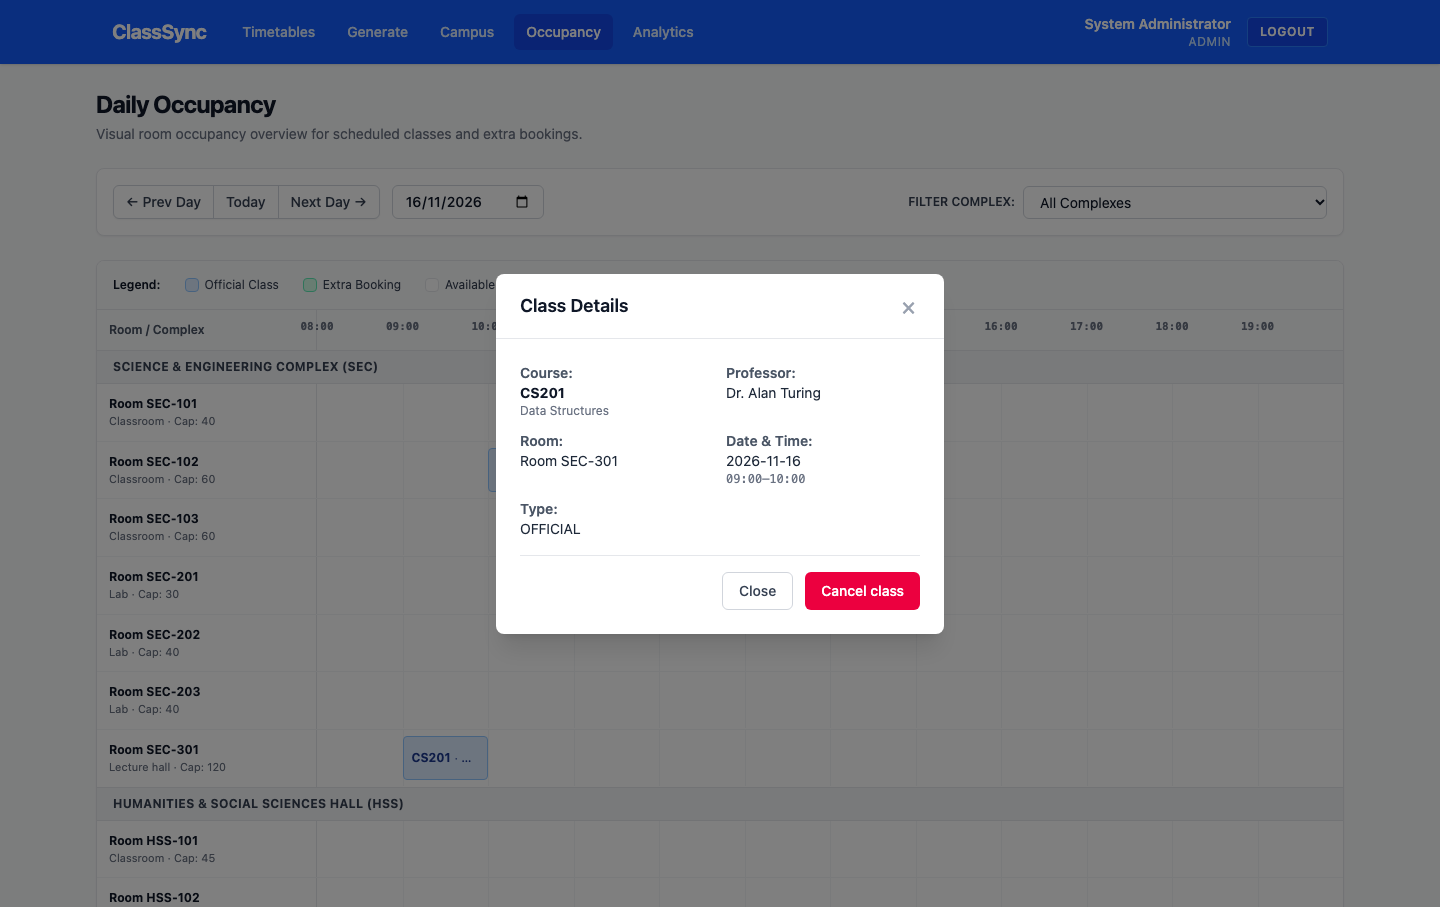 ClassSync
Timetables
Generate
Campus
Occupancy
Analytics
System Administrator
ADMIN
LOGOUT
Daily Occupancy
Visual room occupancy overview for scheduled classes and extra bookings.
← Prev Day
Today
Next Day →
16/11/2026
FILTER COMPLEX:
All Complexes
Legend:
Official Class
Extra Booking
Available
Room / Complex
08:00
09:00
16:00
17:00
18:00
19:00
SCIENCE & ENGINEERING COMPLEX (SEC)
Room SEC-101
Classroom · Cap: 40
Room SEC-102
Classroom · Cap: 60
Room SEC-103
Classroom · Cap: 60
Room SEC-201
Lab · Cap: 30
Room SEC-202
Lab · Cap: 40
Room SEC-203
Lab · Cap: 40
Room SEC-301
Lecture hall · Cap: 120
CS201 · ...
HUMANITIES & SOCIAL SCIENCES HALL (HSS)
Room HSS-101
Classroom · Cap: 45
Room HSS-102
Class Details
×
Course:
CS201
Data Structures
Professor:
Dr. Alan Turing
Room:
Room SEC-301
Date & Time:
2026-11-16
09:00–10:00
Type:
OFFICIAL
Close
Cancel class